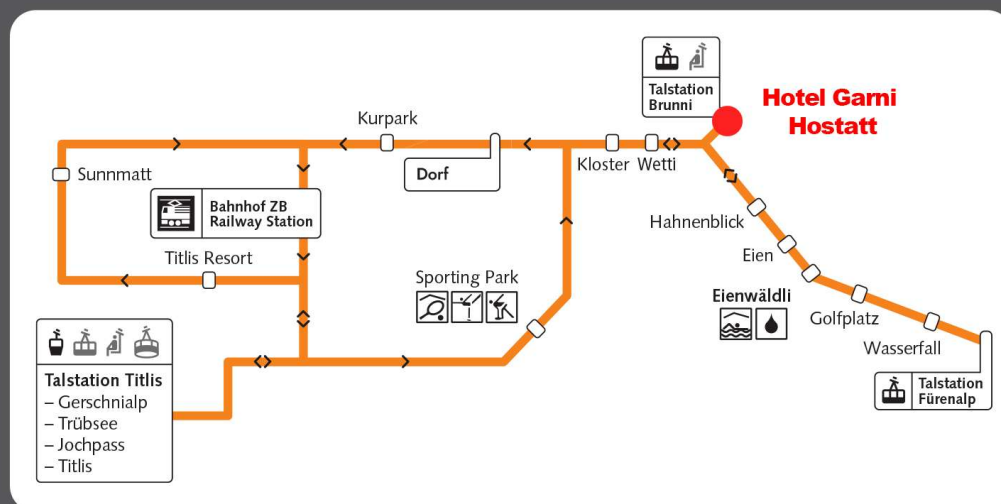 Talstation
Brunni
Hotel Garni
Hostatt
Kurpark
Dorf
Kloster
Wetti
Sunnmatt
Bahnhof ZB
Railway Station
Hahnenblick
Titlis Resort
Eien
Sporting Park
Eienwäldli
Golfplatz
Wasserfall
Talstation Titlis
– Gerschnialp
– Trübsee
– Jochpass
– Titlis
Talstation
Fürenalp